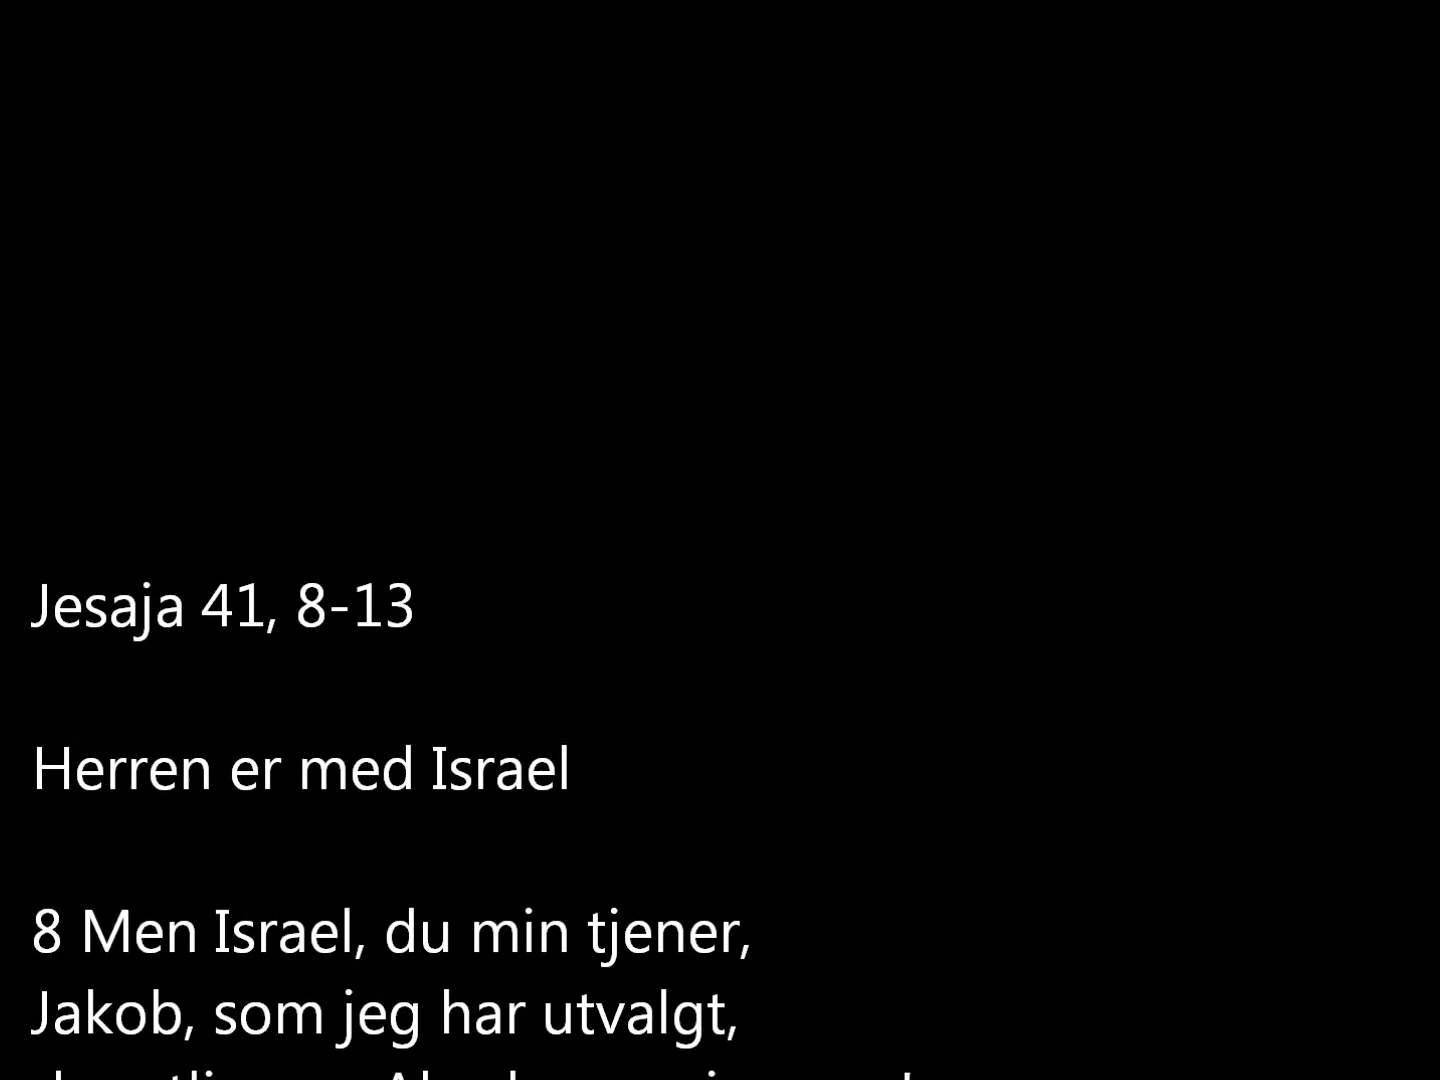 Jesaja 41, 8-13
Herren er med Israel
8 Men Israel, du min tjener,
Jakob, som jeg har utvalgt,